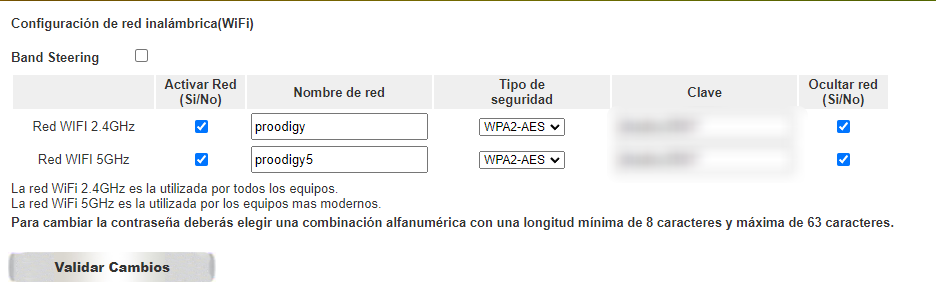 Configuración de red inalámbrica(WiFi)
Band Steering
Activar Red (Si/No) Nombre de red Tipo de seguridad Clave Ocultar red (Si/No)
Red WIFI 2.4GHz proodigy WPA2-AES
Red WIFI 5GHz proodigy5 WPA2-AES
La red WiFi 2.4GHz es la utilizada por todos los equipos.
La red WiFi 5GHz es la utilizada por los equipos mas modernos.
Para cambiar la contraseña deberás elegir una combinación alfanumérica con una longitud mínima de 8 caracteres y máxima de 63 caracteres.
Validar Cambios